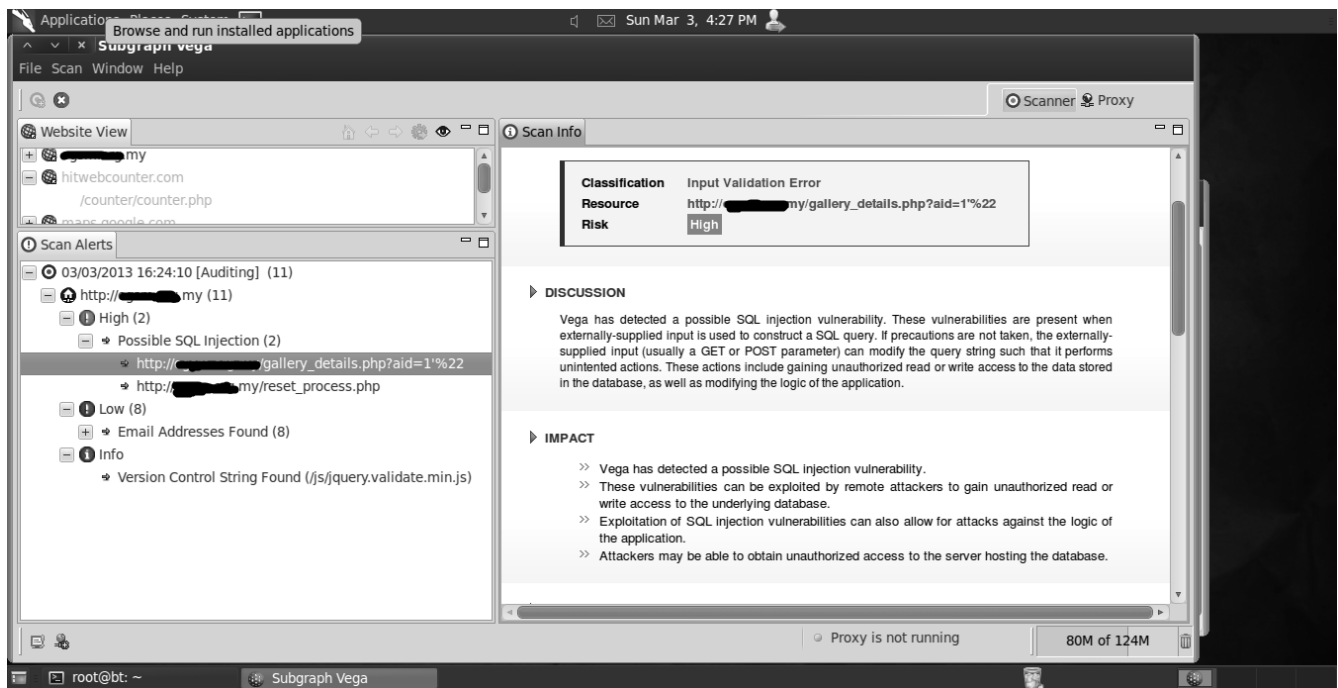 Applications Places System
Sun Mar 3, 4:27 PM
Browse and run installed applications
Subgraph Vega
File Scan Window Help
Scanner Proxy
Website View
.my
hitwebcounter.com
/counter/counter.php
maps.google.com
Scan Alerts
03/03/2013 16:24:10 [Auditing] (11)
http:// .my (11)
High (2)
Possible SQL Injection (2)
http:// /gallery_details.php?aid=1'%22
http:/ my/reset_process.php
Low (8)
Email Addresses Found (8)
Info
Version Control String Found (/js/jquery.validate.min.js)
Scan Info
Classification Input Validation Error
Resource http:// my/gallery_details.php?aid=1'%22
Risk High
DISCUSSION
Vega has detected a possible SQL injection vulnerability. These vulnerabilities are present when
externally-supplied input is used to construct a SQL query. If precautions are not taken, the externally-
supplied input (usually a GET or POST parameter) can modify the query string such that it performs
unintended actions. These actions include gaining unauthorized read or write access to the data stored
in the database, as well as modifying the logic of the application.
IMPACT
>> Vega has detected a possible SQL injection vulnerability.
>> These vulnerabilities can be exploited by remote attackers to gain unauthorized read or
write access to the underlying database.
>> Exploitation of SQL injection vulnerabilities can also allow for attacks against the logic of
the application.
>> Attackers may be able to obtain unauthorized access to the server hosting the database.
Proxy is not running
80M of 124M
root@bt: ~
Subgraph Vega